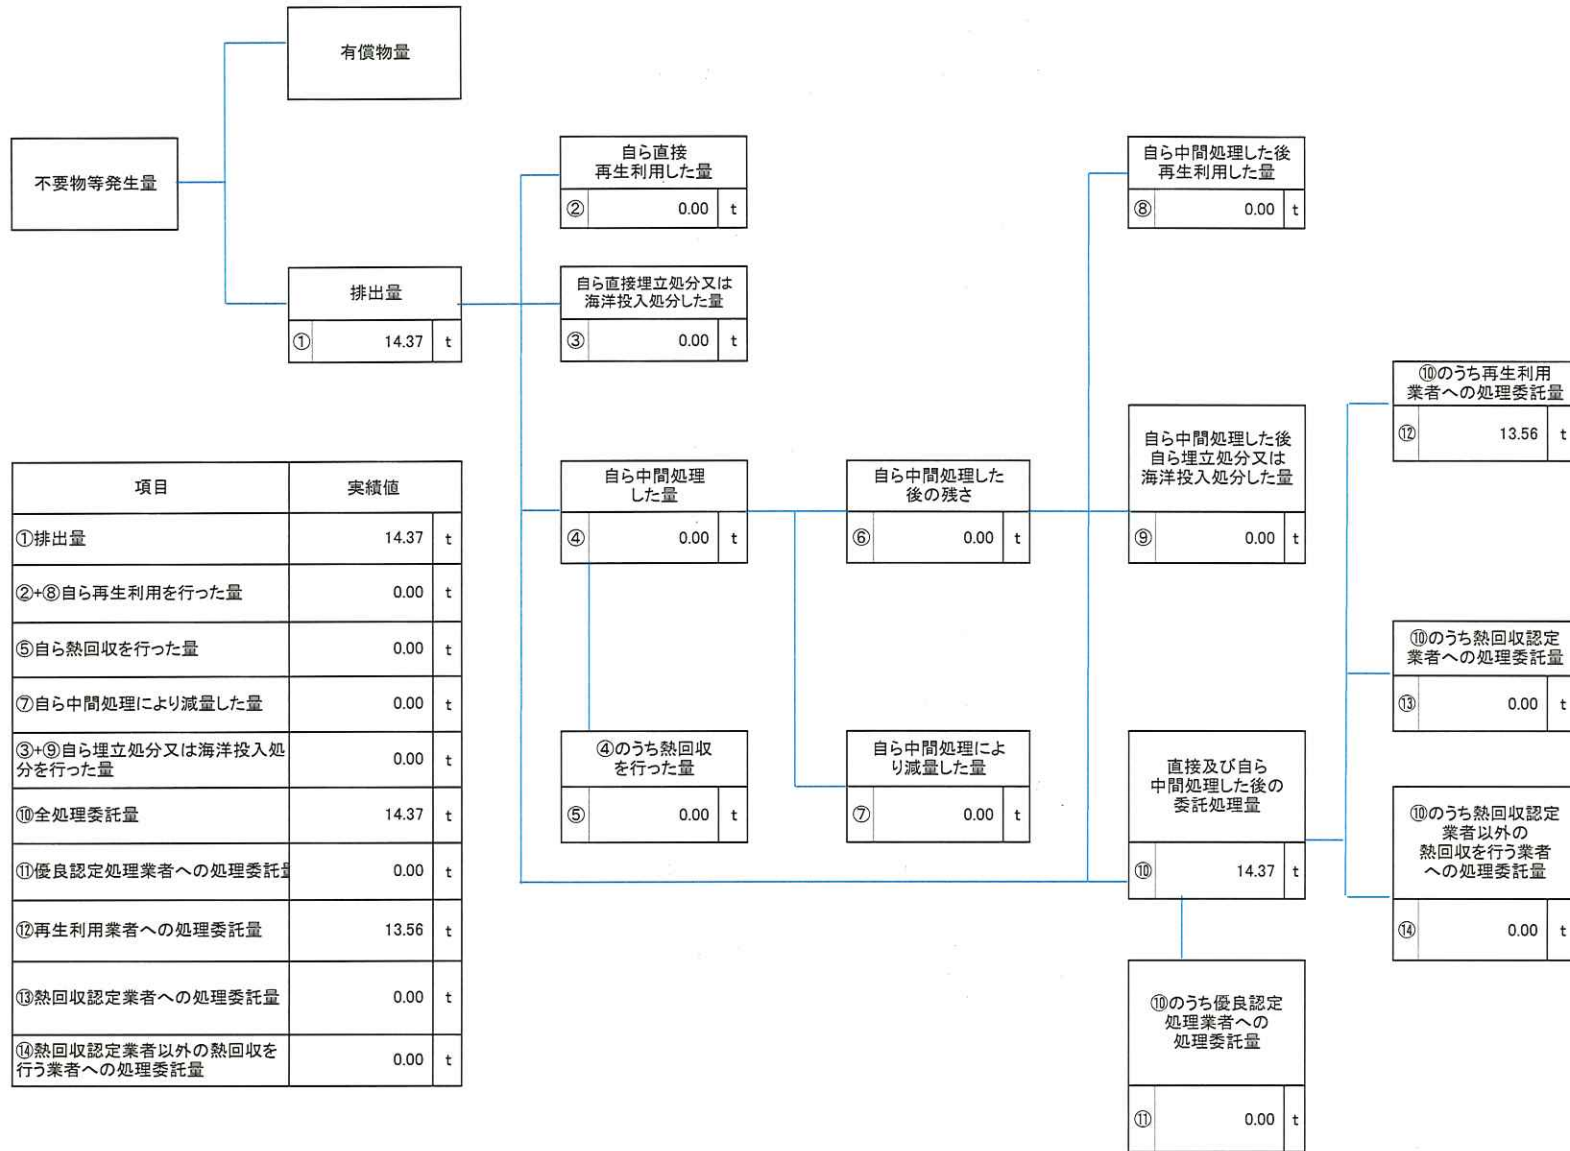 有償物量
不要物等発生量
排出量
① 14.37 t
自ら直接
再生利用した量
② 0.00 t
自ら直接埋立処分又は
海洋投入処分した量
③ 0.00 t
自ら中間処理
した量
④ 0.00 t
④のうち熱回収
を行った量
⑤ 0.00 t
自ら中間処理した
後の残さ
⑥ 0.00 t
自ら中間処理によ
り減量した量
⑦ 0.00 t
自ら中間処理した後
再生利用した量
⑧ 0.00 t
自ら中間処理した後
自ら埋立処分又は
海洋投入処分した量
⑨ 0.00 t
直接及び自ら
中間処理した後の
委託処理量
⑩ 14.37 t
⑩のうち優良認定
処理業者への
処理委託量
⑪ 0.00 t
⑩のうち再生利用
業者への処理委託量
⑫ 13.56 t
⑩のうち熱回収認定
業者への処理委託量
⑬ 0.00 t
⑩のうち熱回収認定
業者以外の
熱回収を行う業者
への処理委託量
⑭ 0.00 t
項目 実績値
①排出量 14.37 t
②+⑧自ら再生利用を行った量 0.00 t
⑤自ら熱回収を行った量 0.00 t
⑦自ら中間処理により減量した量 0.00 t
③+⑨自ら埋立処分又は海洋投入処
分を行った量 0.00 t
⑩全処理委託量 14.37 t
⑪優良認定処理業者への処理委託量 0.00 t
⑫再生利用業者への処理委託量 13.56 t
⑬熱回収認定業者への処理委託量 0.00 t
⑭熱回収認定業者以外の熱回収を
行う業者への処理委託量 0.00 t